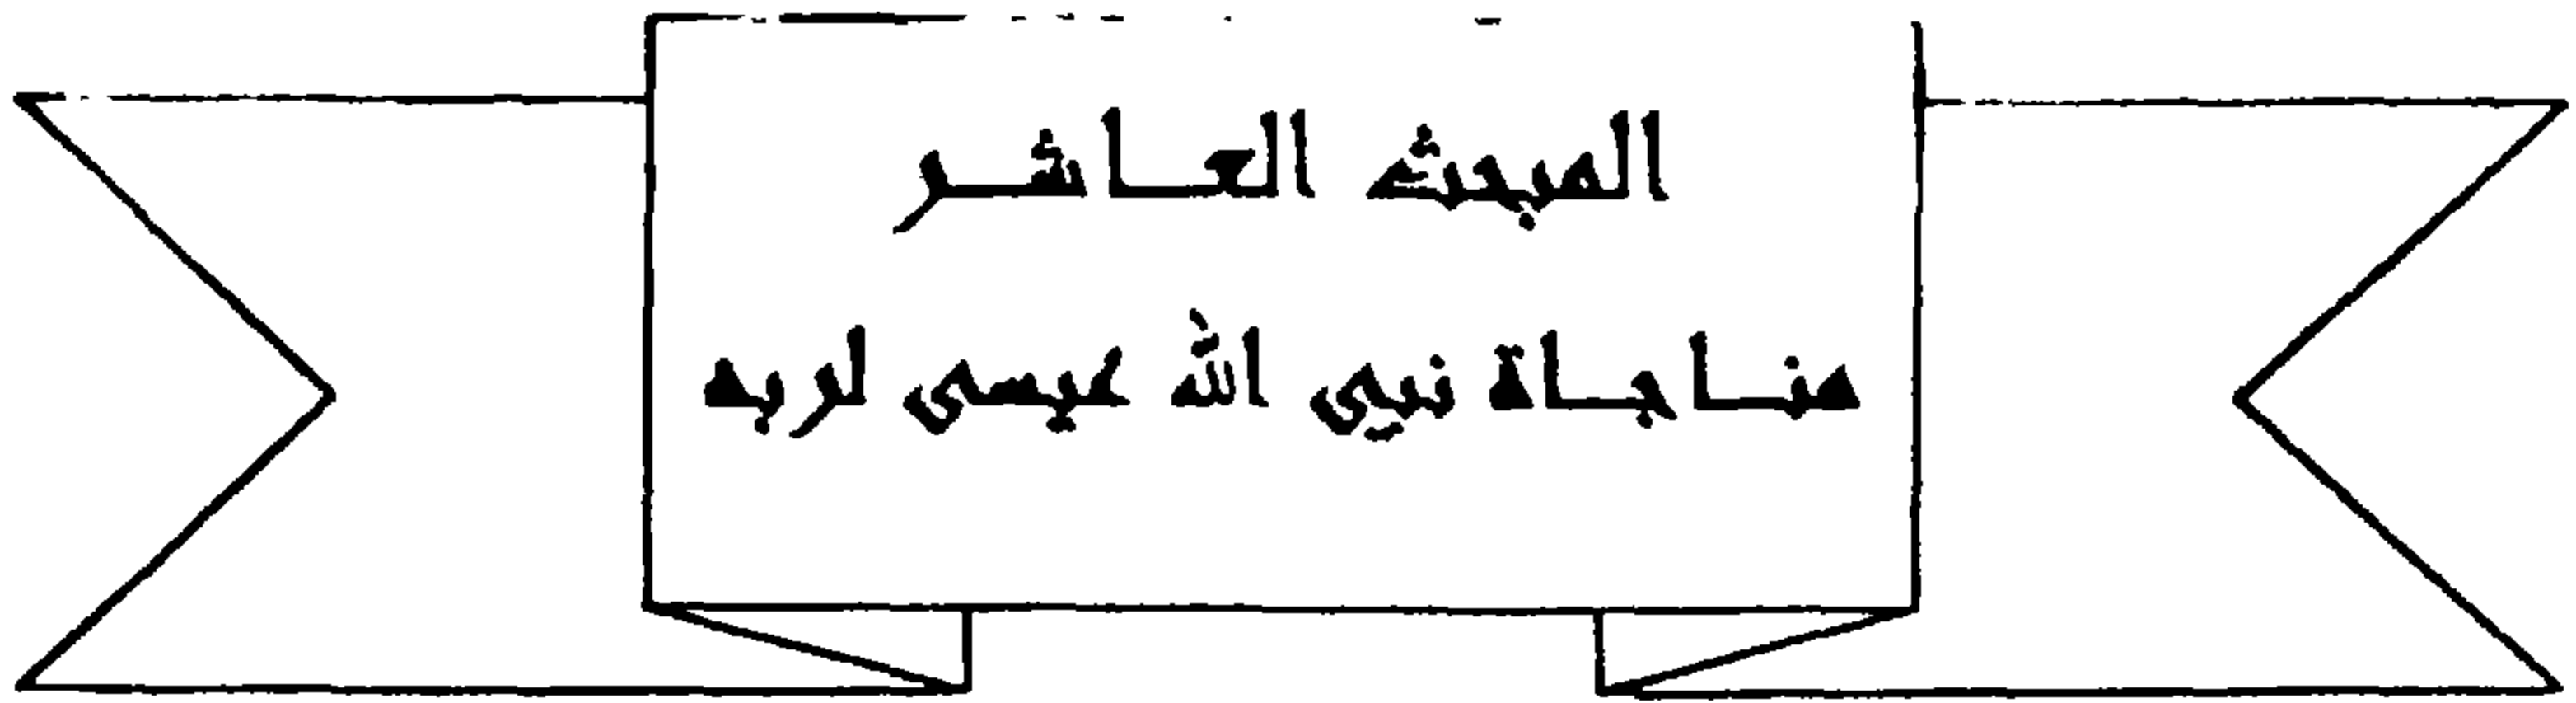 المبحث العاشر
مناجاة نبي الله عيسى لربه